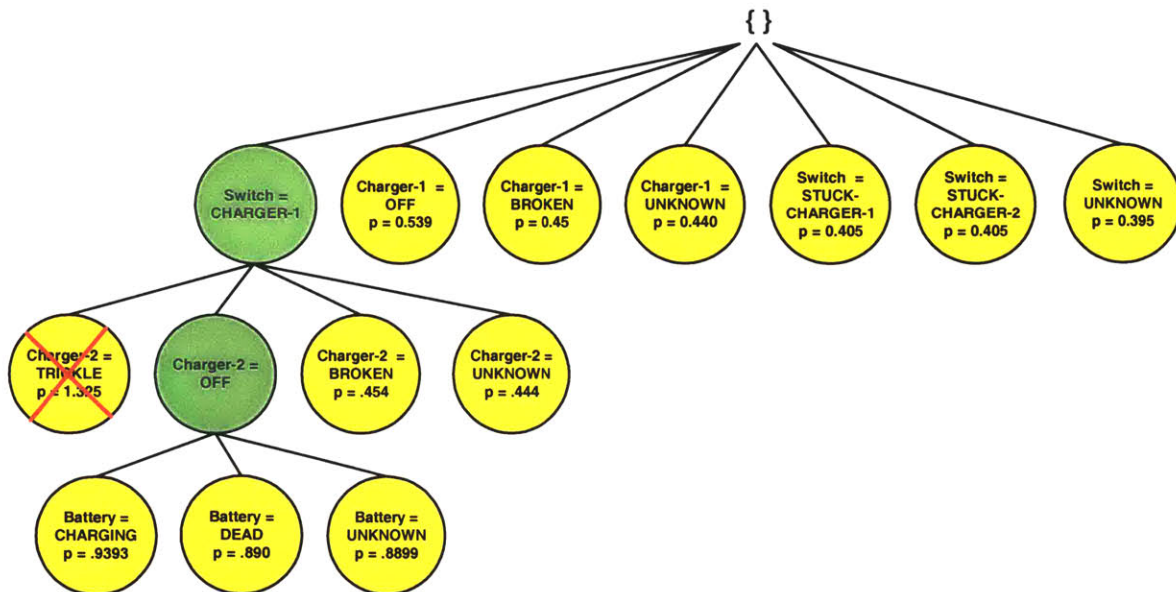 { }
Switch =
CHARGER-1
Charger-1 =
OFF
p = 0.539
Charger-1 =
BROKEN
p = 0.45
Charger-1 =
UNKNOWN
p = 0.440
Switch =
STUCK-
CHARGER-1
p = 0.405
Switch =
STUCK-
CHARGER-2
p = 0.405
Switch =
UNKNOWN
p = 0.395
Charger-2 =
TRICKLE
p = 1.325
Charger-2 =
OFF
Charger-2 =
BROKEN
p = .454
Charger-2 =
UNKNOWN
p = .444
Battery =
CHARGING
p = .9393
Battery =
DEAD
p = .890
Battery =
UNKNOWN
p = .8899